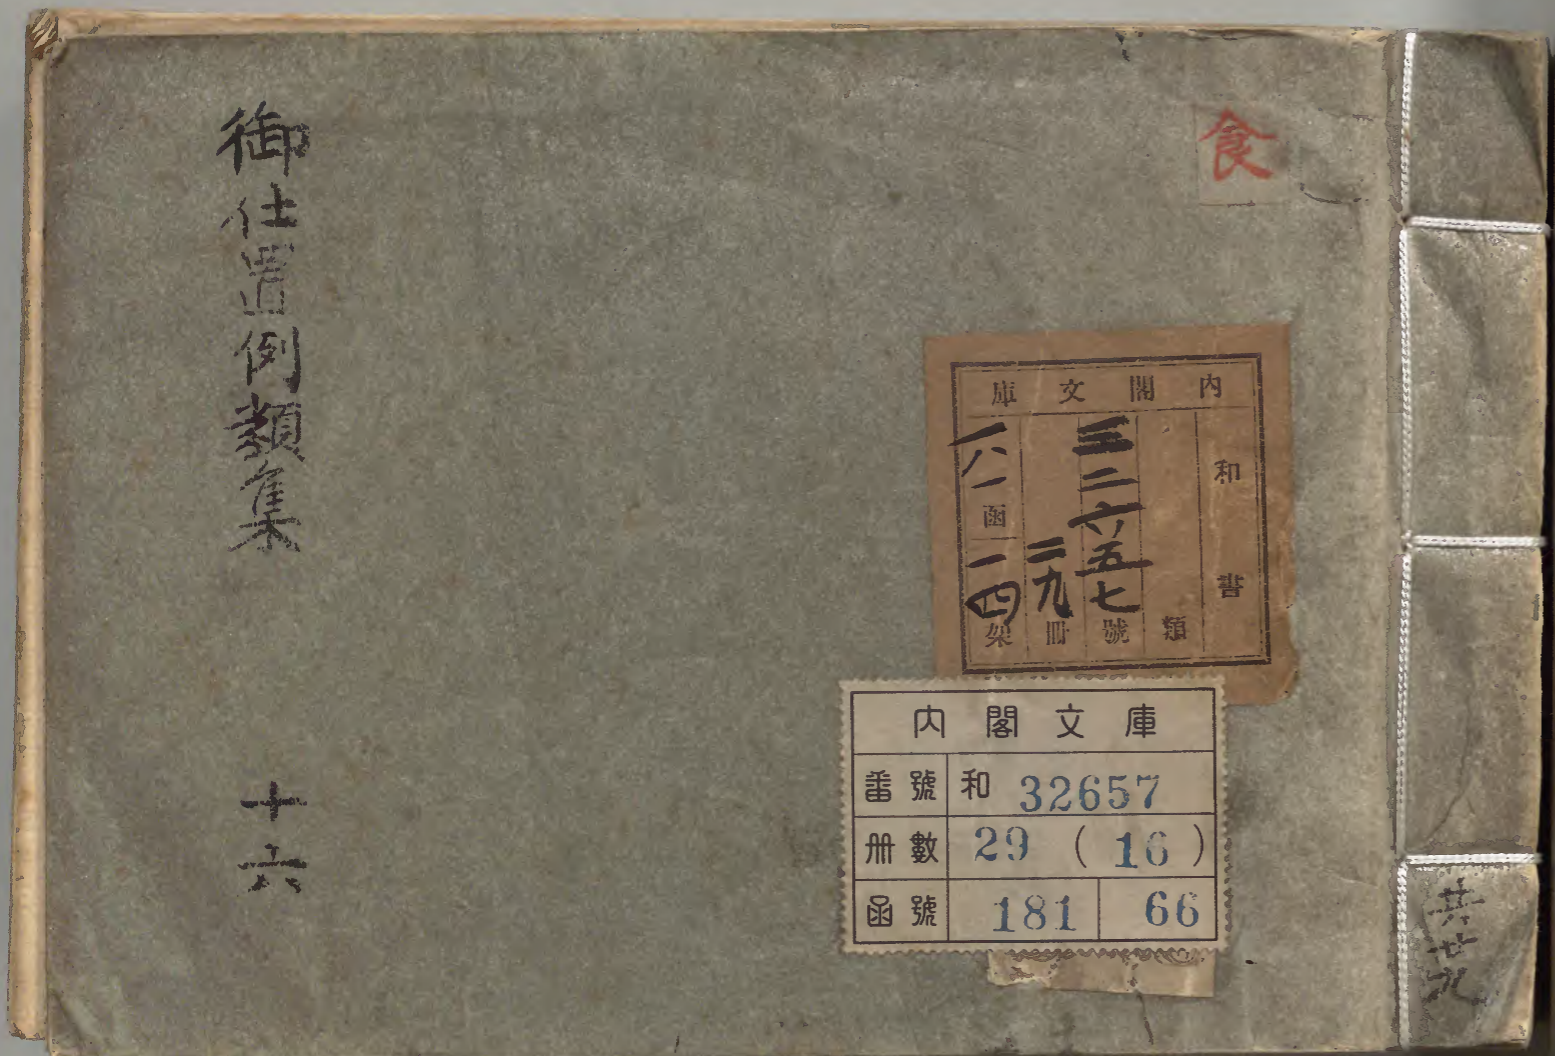 御仕置例類集
十六
食
内閣文庫
和書
類
三二六五七號
二九冊
一八一函
一四架
内閣文庫
番號 和 32657
册數 29 (16)
函號 181 66
共廿九